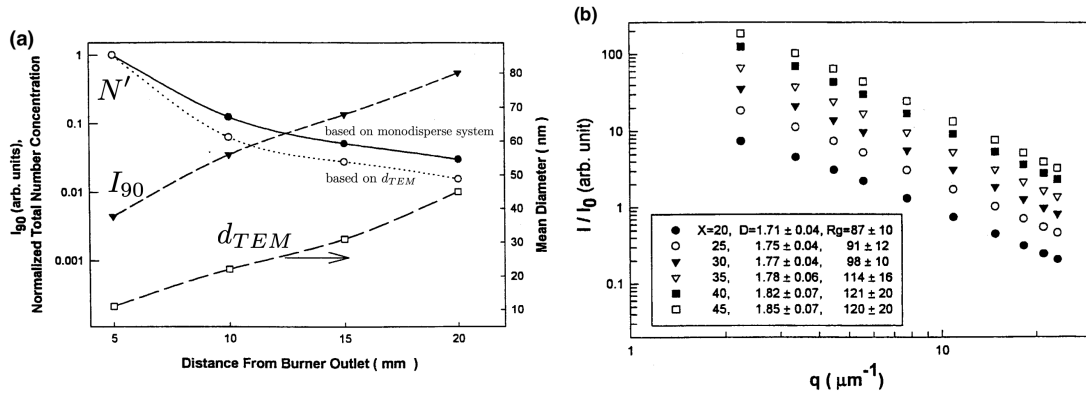 (a)
I90 (arb. units),
Normalized Total Number Concentration
1
0.1
0.01
0.001
N'
I90
dTEM
based on monodisperse system
based on dTEM
80
70
60
50
40
30
20
10
Mean Diameter ( nm )
5 10 15 20
Distance From Burner Outlet ( mm )
(b)
I / I0 (arb. unit)
100
10
1
0.1
X=20, D=1.71 ± 0.04, Rg=87 ± 10
25, 1.75 ± 0.04, 91 ± 12
30, 1.77 ± 0.04, 98 ± 10
35, 1.78 ± 0.06, 114 ± 16
40, 1.82 ± 0.07, 121 ± 20
45, 1.85 ± 0.07, 120 ± 20
1 10
q ( μm-1 )